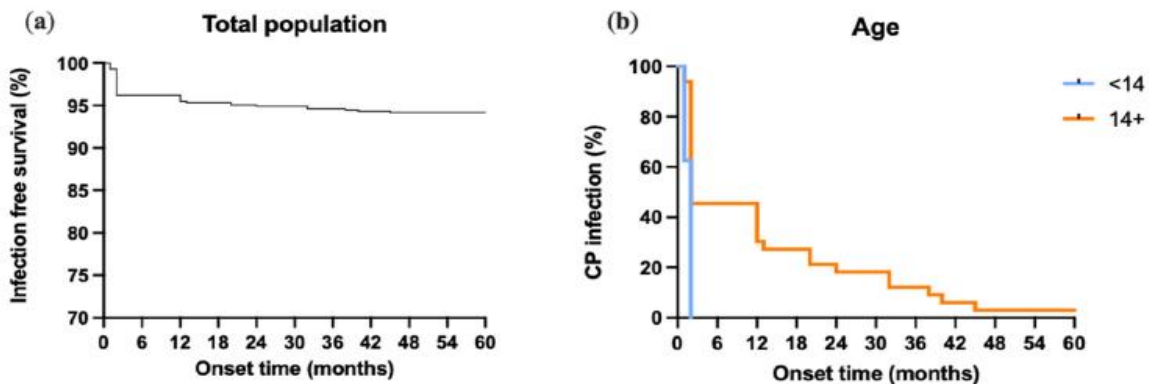 (a)
Total population
Infection free survival (%)
100
95
90
85
80
75
70
0 6 12 18 24 30 36 42 48 54 60
Onset time (months)
(b)
Age
CP infection (%)
100
80
60
40
20
0
0 6 12 18 24 30 36 42 48 54 60
Onset time (months)
<14
14+